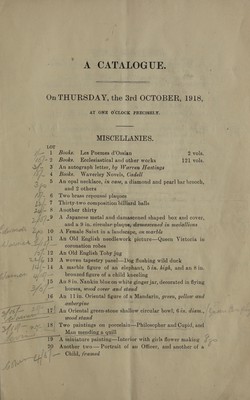 A CATALOGUE.
On THURSDAY, the 3rd OCTOBER, 1918,
AT ONE O'CLOCK PRECISELY.
MISCELLANIES.
LOT
1 Books. Les Poemes d'Ossian 2 vols.
2 Books. Ecclesiastical and other works 121 vols.
3 An autograph letter, by Warren Hastings
4 Books. Waverley Novels, Cadell
5 An opal necklace, in case, a diamond and pearl bar brooch,
and 2 others
6 Two brass repoussé plaques
7 Thirty-two composition billiard balls
8 Another thirty
9 A Japanese metal and damascened shaped box and cover,
and a 9 in. circular plaque, damascened in medallions
10 A Female Saint in a landscape, on marble
11 An Old English needlework picture—Queen Victoria in
coronation robes
12 An Old English Toby jug
13 A woven tapestry panel—Dog flushing wild duck
14 A marble figure of an elephant, 5 in. high, and an 8 in.
bronzed figure of a child kneeling
15 An 8 in. Nankin blue and white ginger jar, decorated in flying
horses, wood cover and stand
16 An 11 in. Oriental figure of a Mandarin, green, yellow and
aubergine
17 An Oriental green-stone shallow circular bowl, 6 in. diam.,
wood stand
18 Two paintings on porcelain—Philosopher and Cupid, and
Man mending a quill
19 A miniature painting—Interior with girls flower making
20 Another two—Portrait of an Officer, and another of a
Child, framed